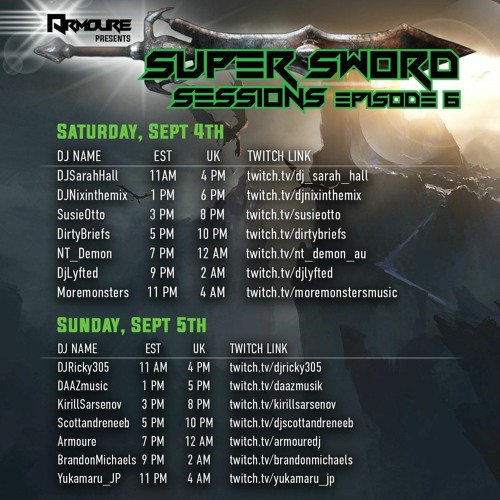 ARMOURE
PRESENTS
SUPER SWORD
SESSIONS EPISODE 6
SATURDAY, SEPT 4TH
DJ NAME EST UK TWITCH LINK
DJSarahHall 11AM 4 PM twitch.tv/dj_sarah_hall
DJNixinthemix 1 PM 6 PM twitch.tv/djnixinthemix
SusieOtto 3 PM 8 PM twitch.tv/susieotto
DirtyBriefs 5 PM 10 PM twitch.tv/dirtybriefs
NT_Demon 7 PM 12 AM twitch.tv/nt_demon_au
DjLyfted 9 PM 2 AM twitch.tv/djlyfted
Moremonsters 11 PM 4 AM twitch.tv/moremonstersmusic
SUNDAY, SEPT 5TH
DJ NAME EST UK TWITCH LINK
DJRicky305 11 AM 4 PM twitch.tv/djricky305
DAAZmusic 1 PM 5 PM twitch.tv/daazmusik
KirillSarsenov 3 PM 8 PM twitch.tv/kirillsarsenov
Scottandreneeb 5 PM 10 PM twitch.tv/djscottandreneeb
Armoure 7 PM 12 AM twitch.tv/armouredj
BrandonMichaels 9 PM 2 AM twitch.tv/brandonmichaels
Yukamaru_JP 11 PM 4 AM twitch.tv/yukamaru_jp